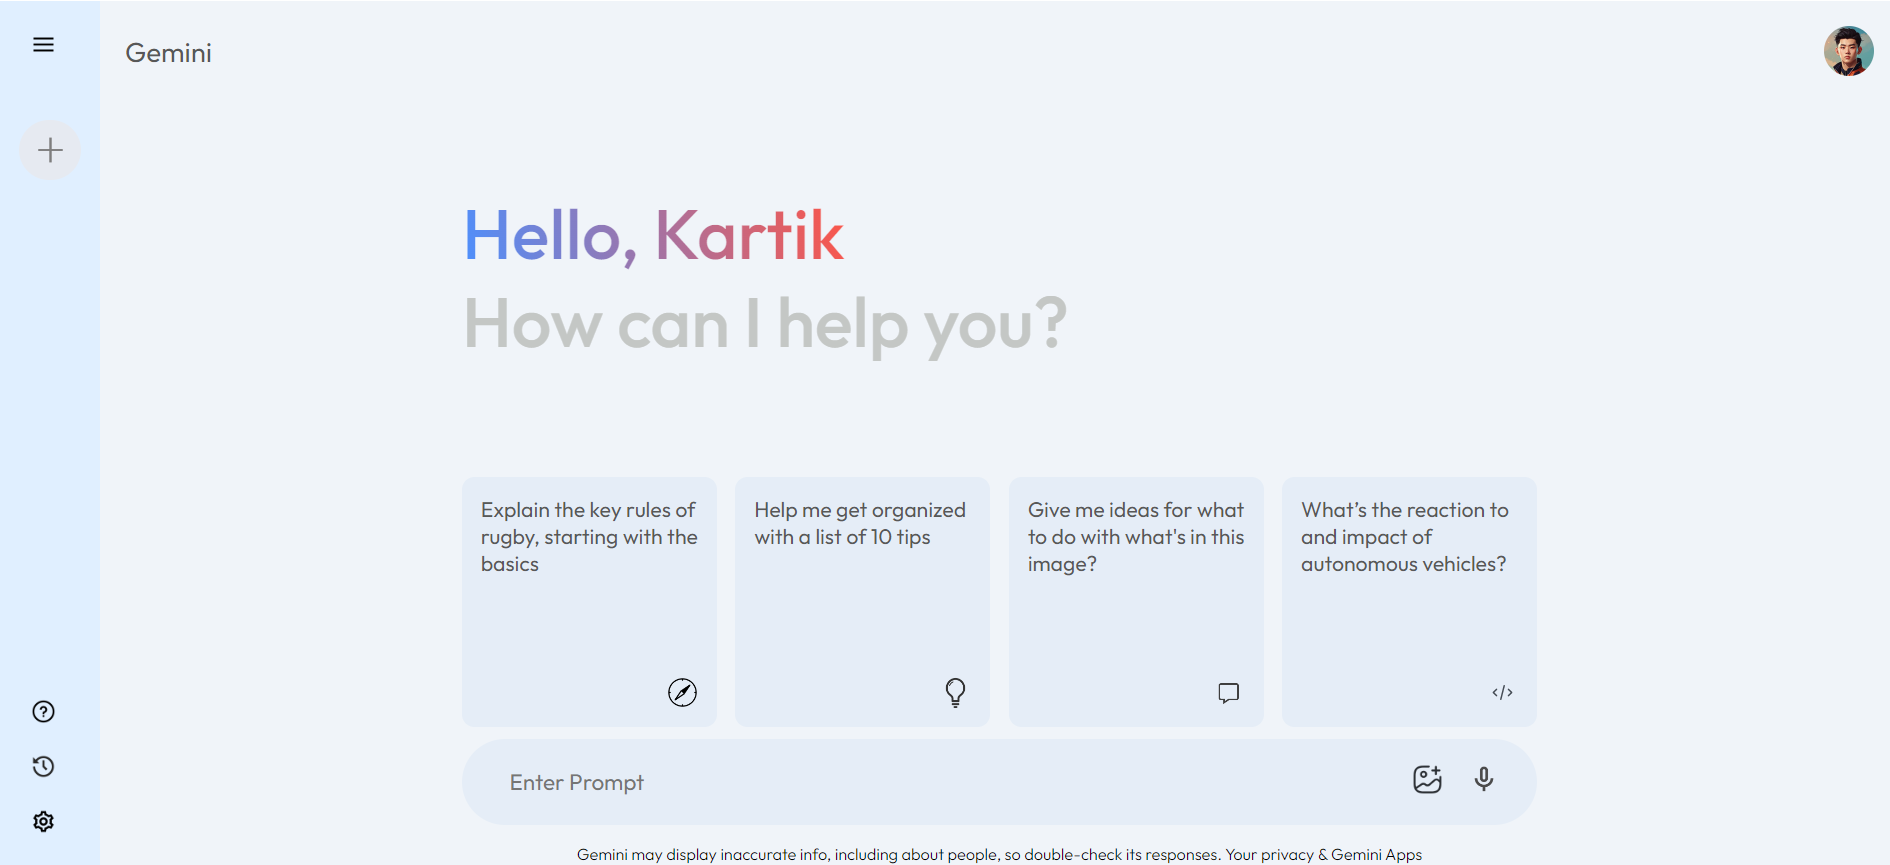 Gemini
Hello, Kartik
How can I help you?
Explain the key rules of
rugby, starting with the
basics
Help me get organized
with a list of 10 tips
Give me ideas for what
to do with what's in this
image?
What’s the reaction to
and impact of
autonomous vehicles?
Enter Prompt
Gemini may display inaccurate info, including about people, so double-check its responses. Your privacy & Gemini Apps